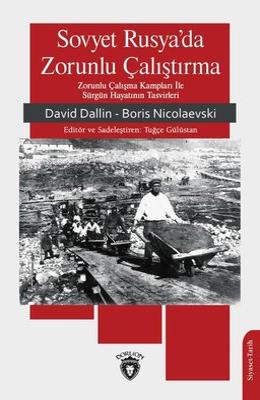 Sovyet Rusya'da
Zorunlu Çalıştırma
Zorunlu Çalışma Kampları İle
Sürgün Hayatının Tasvirleri
David Dallin - Boris Nicolaevski
Editör ve Sadeleştiren: Tuğçe Gülüstan
DORLION
Siyaset-Tarih